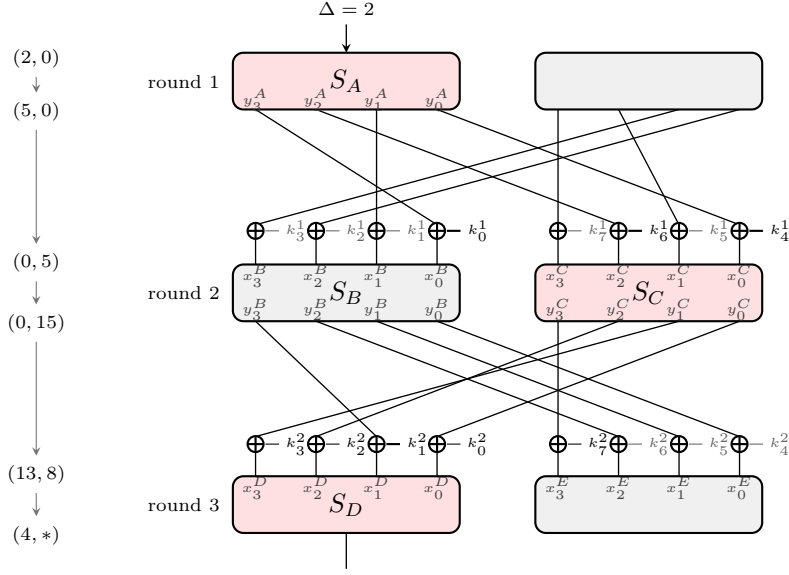 Δ = 2
(2, 0)
round 1
S_A
(5, 0)
y_3^A y_2^A y_1^A y_0^A
k_3^1 k_2^1 k_1^1 k_0^1 k_7^1 k_6^1 k_5^1 k_4^1
(0, 5)
x_3^B x_2^B x_1^B x_0^B x_3^C x_2^C x_1^C x_0^C
round 2
S_B S_C
y_3^B y_2^B y_1^B y_0^B y_3^C y_2^C y_1^C y_0^C
(0, 15)
k_3^2 k_2^2 k_1^2 k_0^2 k_7^2 k_6^2 k_5^2 k_4^2
(13, 8)
x_3^D x_2^D x_1^D x_0^D x_3^E x_2^E x_1^E x_0^E
round 3
S_D
(4, ∗)